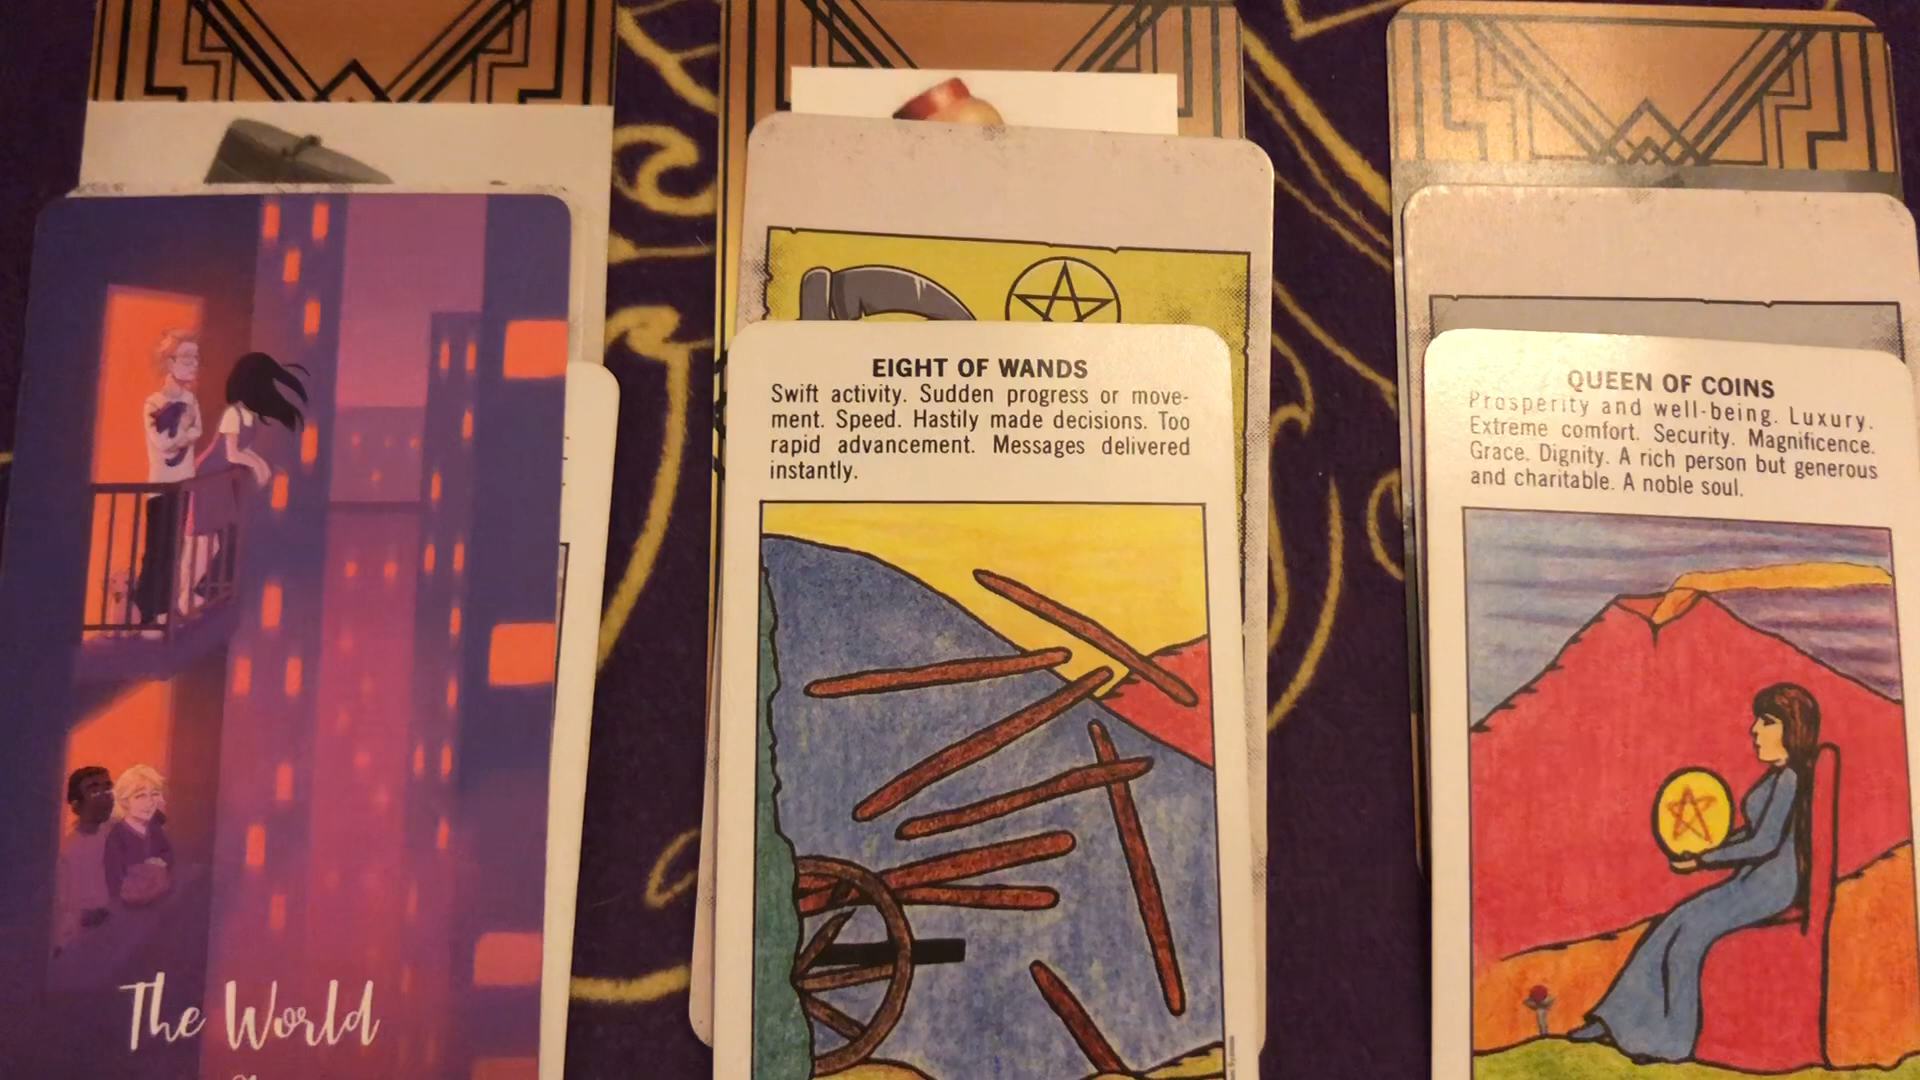 The World
EIGHT OF WANDS
Swift activity. Sudden progress or move-
ment. Speed. Hastily made decisions. Too
rapid advancement. Messages delivered
instantly.
QUEEN OF COINS
Prosperity and well-being. Luxury.
Extreme comfort. Security. Magnificence.
Grace. Dignity. A rich person but generous
and charitable. A noble soul.